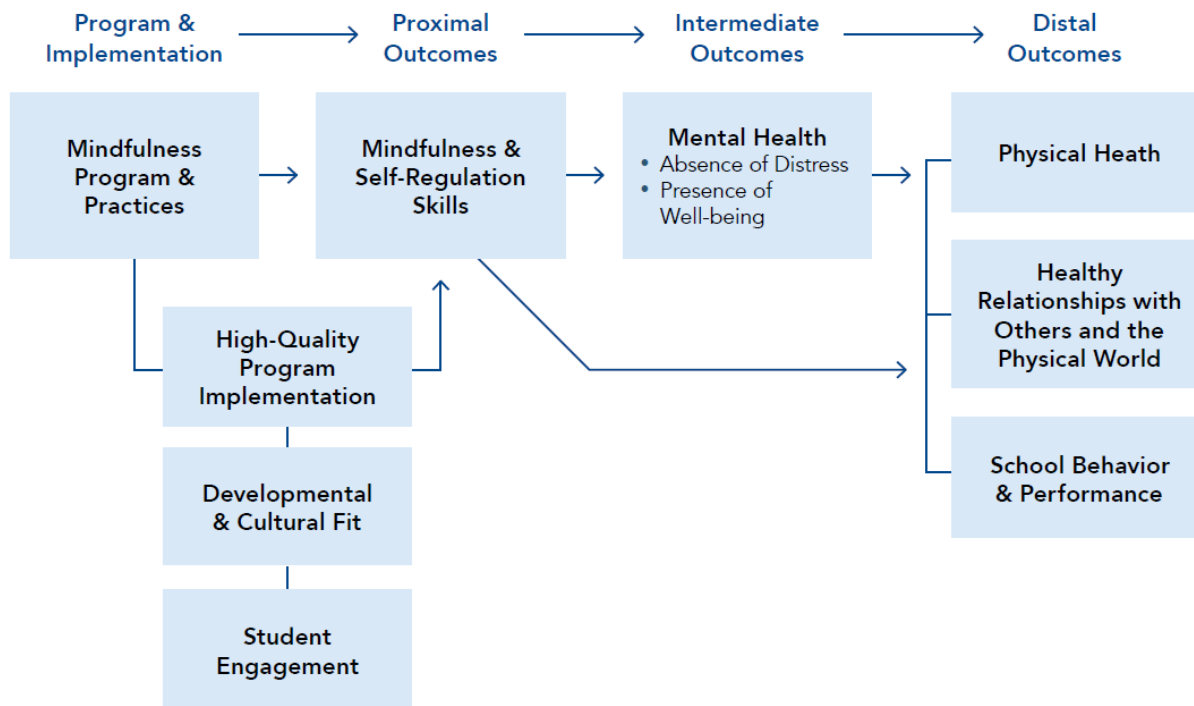 Program &
Implementation
Proximal
Outcomes
Intermediate
Outcomes
Distal
Outcomes
Mindfulness
Program &
Practices
Mindfulness &
Self-Regulation
Skills
Mental Health
• Absence of Distress
• Presence of
Well-being
Physical Heath
Healthy
Relationships with
Others and the
Physical World
School Behavior
& Performance
High-Quality
Program
Implementation
Developmental
& Cultural Fit
Student
Engagement